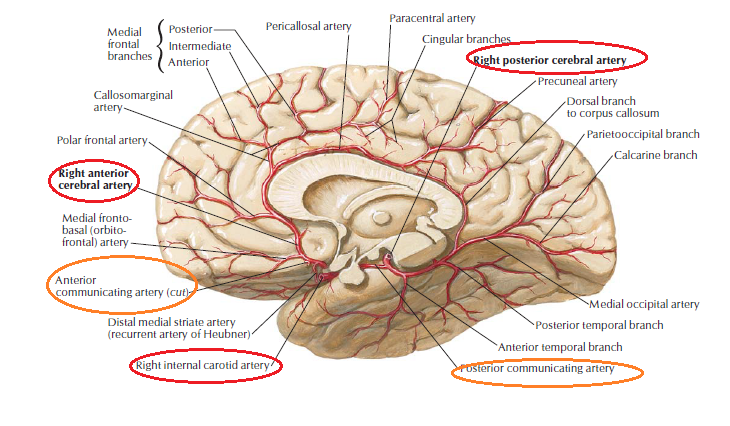 Medial
frontal
branches
Posterior
Intermediate
Anterior
Pericallosal artery
Paracentral artery
Cingular branches
Right posterior cerebral artery
Precuneal artery
Dorsal branch
to corpus callosum
Parietooccipital branch
Calcarine branch
Callosomarginal
artery
Polar frontal artery
Right anterior
cerebral artery
Medial fronto-
basal (orbito-
frontal) artery
Anterior
communicating artery (cut)
Distal medial striate artery
(recurrent artery of Heubner)
Right internal carotid artery
Medial occipital artery
Posterior temporal branch
Anterior temporal branch
Posterior communicating artery